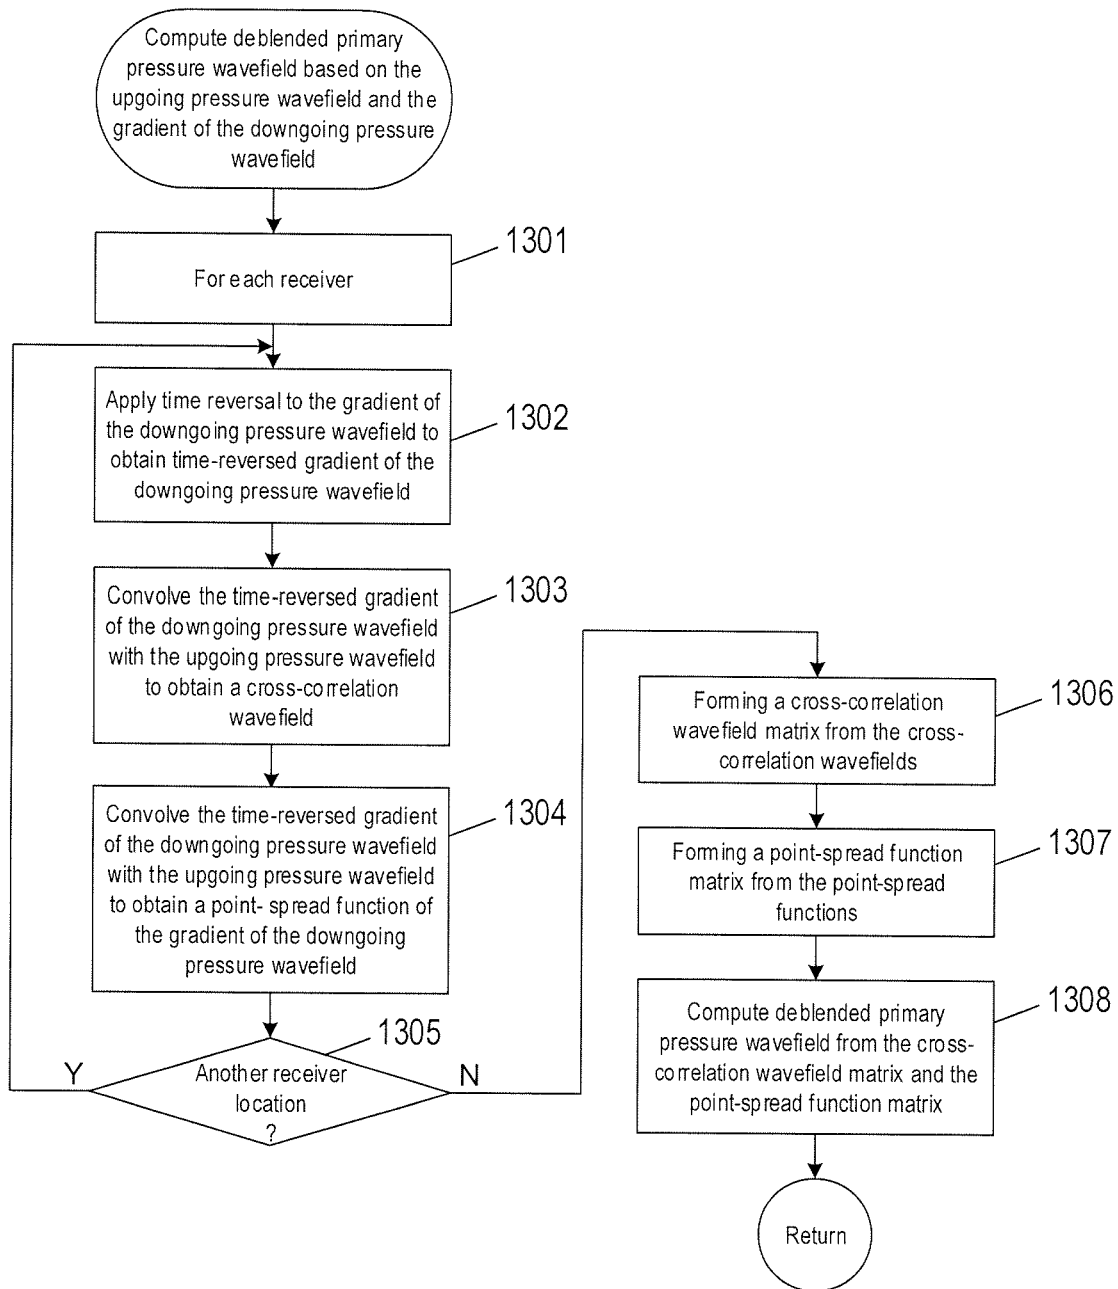 Compute deblended primary
pressure wavefield based on the
upgoing pressure wavefield and the
gradient of the downgoing pressure
wavefield
1301
For each receiver
1302
Apply time reversal to the gradient of
the downgoing pressure wavefield to
obtain time-reversed gradient of the
downgoing pressure wavefield
1303
Convolve the time-reversed gradient
of the downgoing pressure wavefield
with the upgoing pressure wavefield
to obtain a cross-correlation
wavefield
1304
Convolve the time-reversed gradient
of the downgoing pressure wavefield
with the upgoing pressure wavefield
to obtain a point- spread function of
the gradient of the downgoing
pressure wavefield
1305
Y
Another receiver
location
?
N
1306
Forming a cross-correlation
wavefield matrix from the cross-
correlation wavefields
1307
Forming a point-spread function
matrix from the point-spread
functions
1308
Compute deblended primary
pressure wavefield from the cross-
correlation wavefield matrix and the
point-spread function matrix
Return